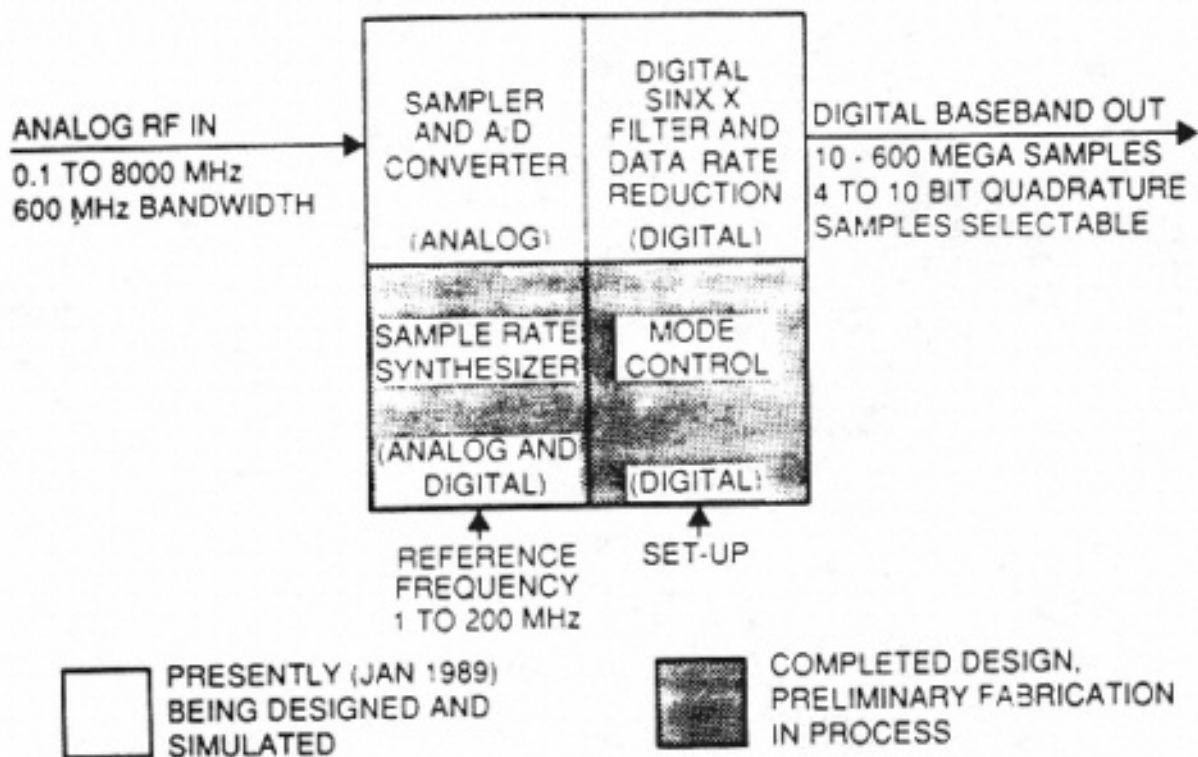 ANALOG RF IN
0.1 TO 8000 MHz
600 MHz BANDWIDTH
SAMPLER
AND A/D
CONVERTER
(ANALOG)
DIGITAL
SINX X
FILTER AND
DATA RATE
REDUCTION
(DIGITAL)
DIGITAL BASEBAND OUT
10 - 600 MEGA SAMPLES
4 TO 10 BIT QUADRATURE
SAMPLES SELECTABLE
SAMPLE RATE
SYNTHESIZER
(ANALOG AND
DIGITAL)
MODE
CONTROL
(DIGITAL)
REFERENCE
FREQUENCY
1 TO 200 MHz
SET-UP
PRESENTLY (JAN 1989)
BEING DESIGNED AND
SIMULATED
COMPLETED DESIGN,
PRELIMINARY FABRICATION
IN PROCESS